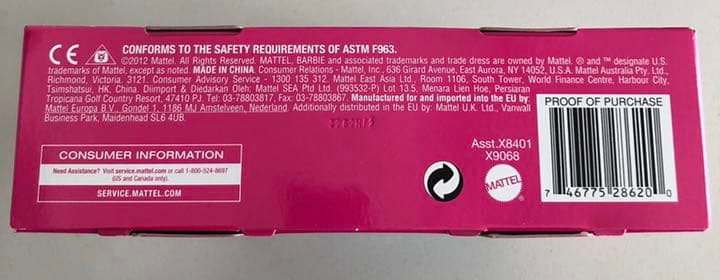 CE CONFORMS TO THE SAFETY REQUIREMENTS OF ASTM F963.
©2012 Mattel. All Rights Reserved. MATTEL, BARBIE and associated trademarks and trade dress are owned by Mattel. ® and ™ designate U.S.
trademarks of Mattel, except as noted. MADE IN CHINA. Consumer Relations - Mattel, Inc., 636 Girard Avenue, East Aurora, NY 14052, U.S.A. Mattel Australia Pty. Ltd.,
Richmond, Victoria. 3121. Consumer Advisory Service - 1300 135 312. Mattel East Asia Ltd., Room 1106, South Tower, World Finance Centre, Harbour City,
Tsimshatsui, HK, China. Diimport & Diedarkan Oleh: Mattel SEA Ptd Ltd. (993532-P) Lot 13.5, Menara Lien Hoe, Persiaran
Tropicana Golf Country Resort, 47410 PJ. Tel: 03-78803817, Fax: 03-78803867. Manufactured for and imported into the EU by:
Mattel Europa B.V., Gondel 1, 1186 MJ Amstelveen, Nederland. Additionally distributed in the EU by: Mattel U.K. Ltd., Vanwall
Business Park, Maidenhead SL6 4UB.
PROOF OF PURCHASE
Asst.X8401
X9068
CONSUMER INFORMATION
Need Assistance? Visit service.mattel.com or call 1-800-524-8697
(US and Canada only).
SERVICE.MATTEL.COM
MATTEL
7 46775 28620 0